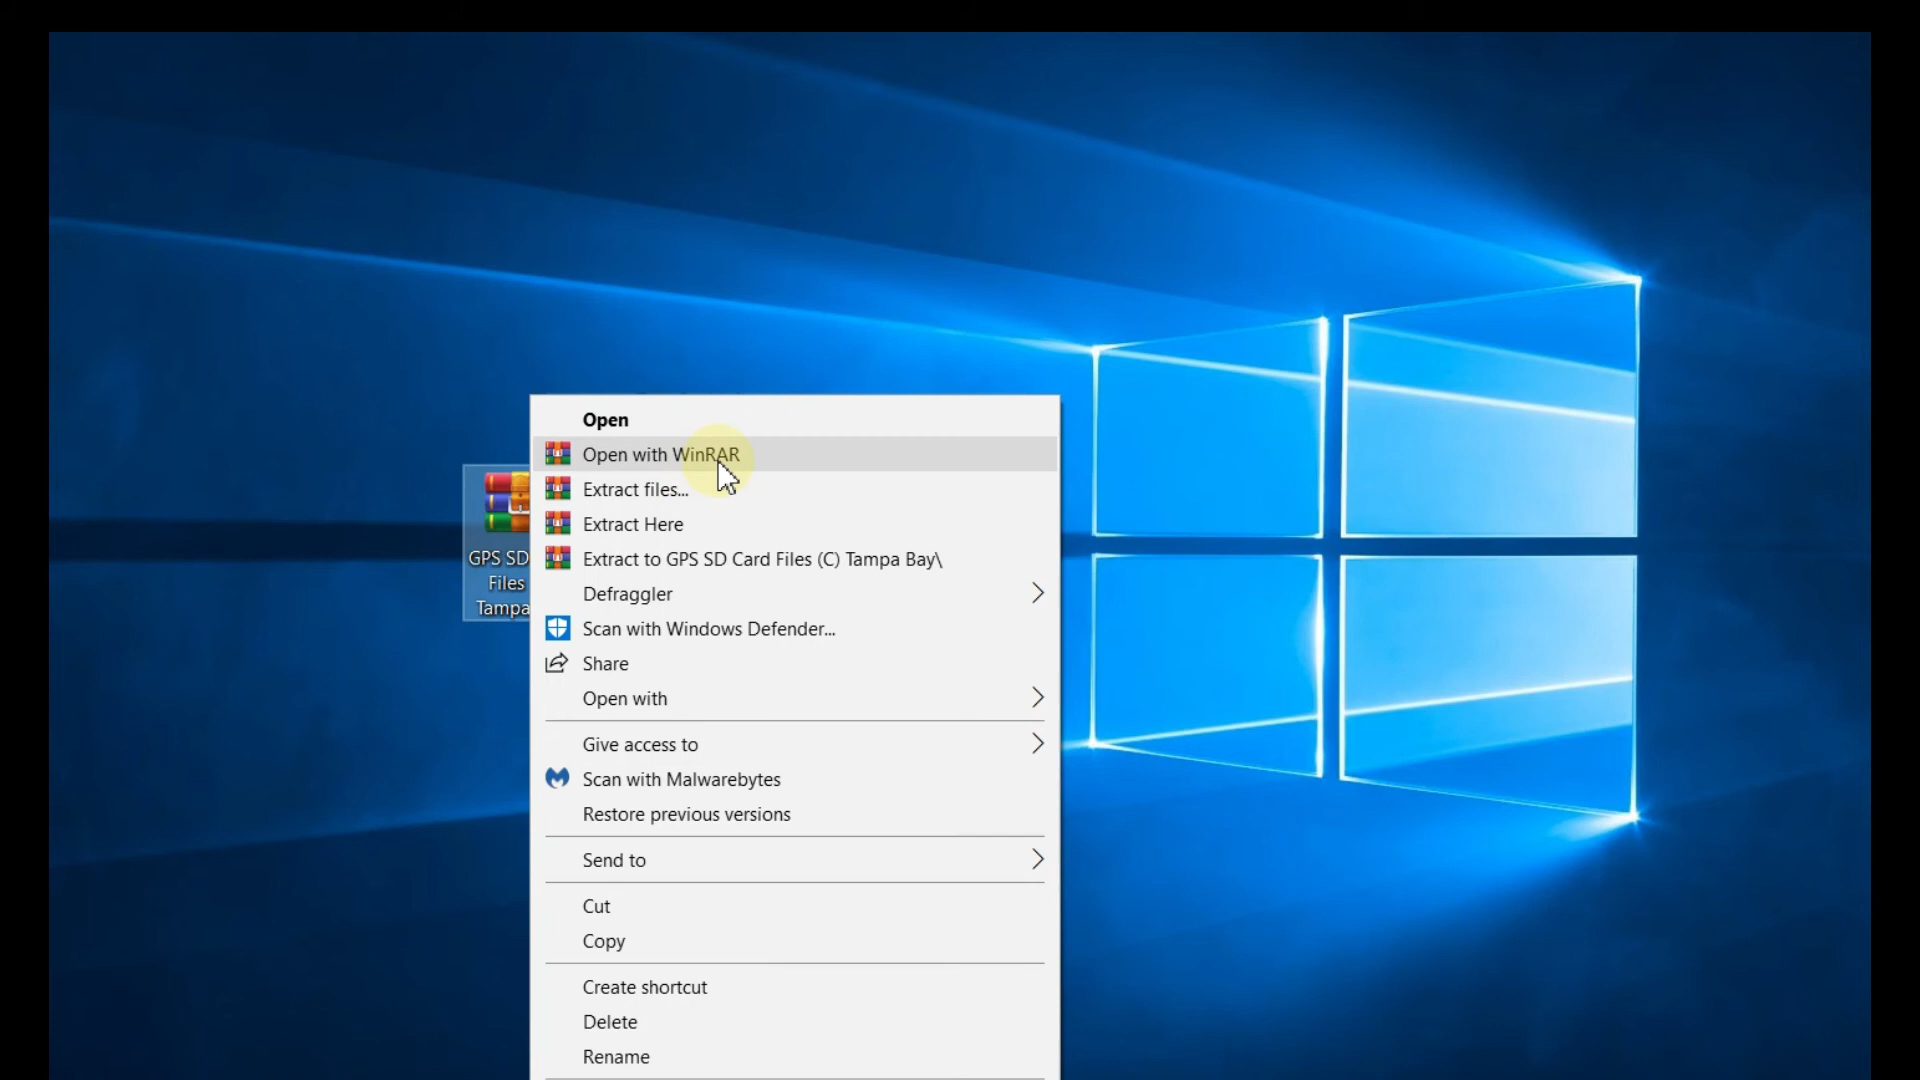 GPS SD
Files
Tampa
Open
Open with WinRAR
Extract files...
Extract Here
Extract to GPS SD Card Files (C) Tampa Bay\
Defraggler
Scan with Windows Defender...
Share
Open with
Give access to
Scan with Malwarebytes
Restore previous versions
Send to
Cut
Copy
Create shortcut
Delete
Rename